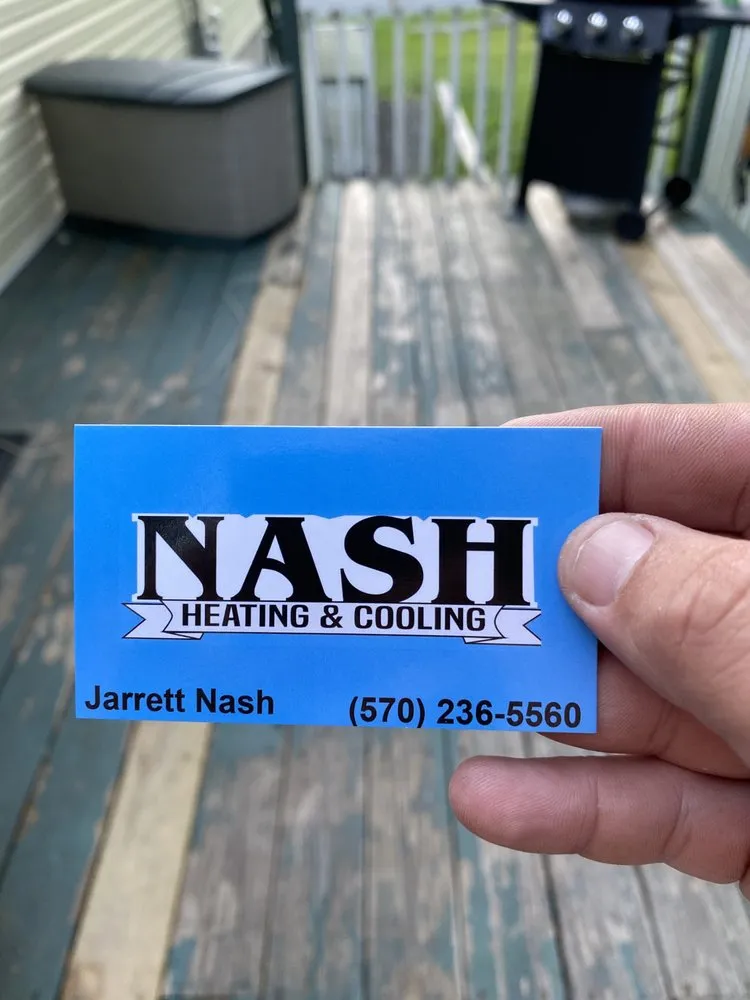 NASH
HEATING & COOLING
Jarrett Nash (570) 236-5560